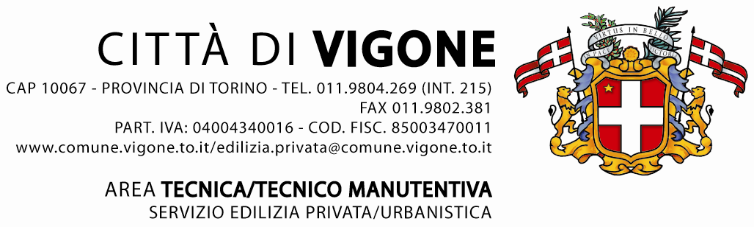 CITTÀ DI VIGONE
CAP 10067 - PROVINCIA DI TORINO - TEL. 011.9804.269 (INT. 215)
FAX 011.9802.381
PART. IVA: 04004340016 - COD. FISC. 85003470011
www.comune.vigone.to.it/edilizia.privata@comune.vigone.to.it
AREA TECNICA/TECNICO MANUTENTIVA
SERVIZIO EDILIZIA PRIVATA/URBANISTICA
VIRTUS IN BELLO